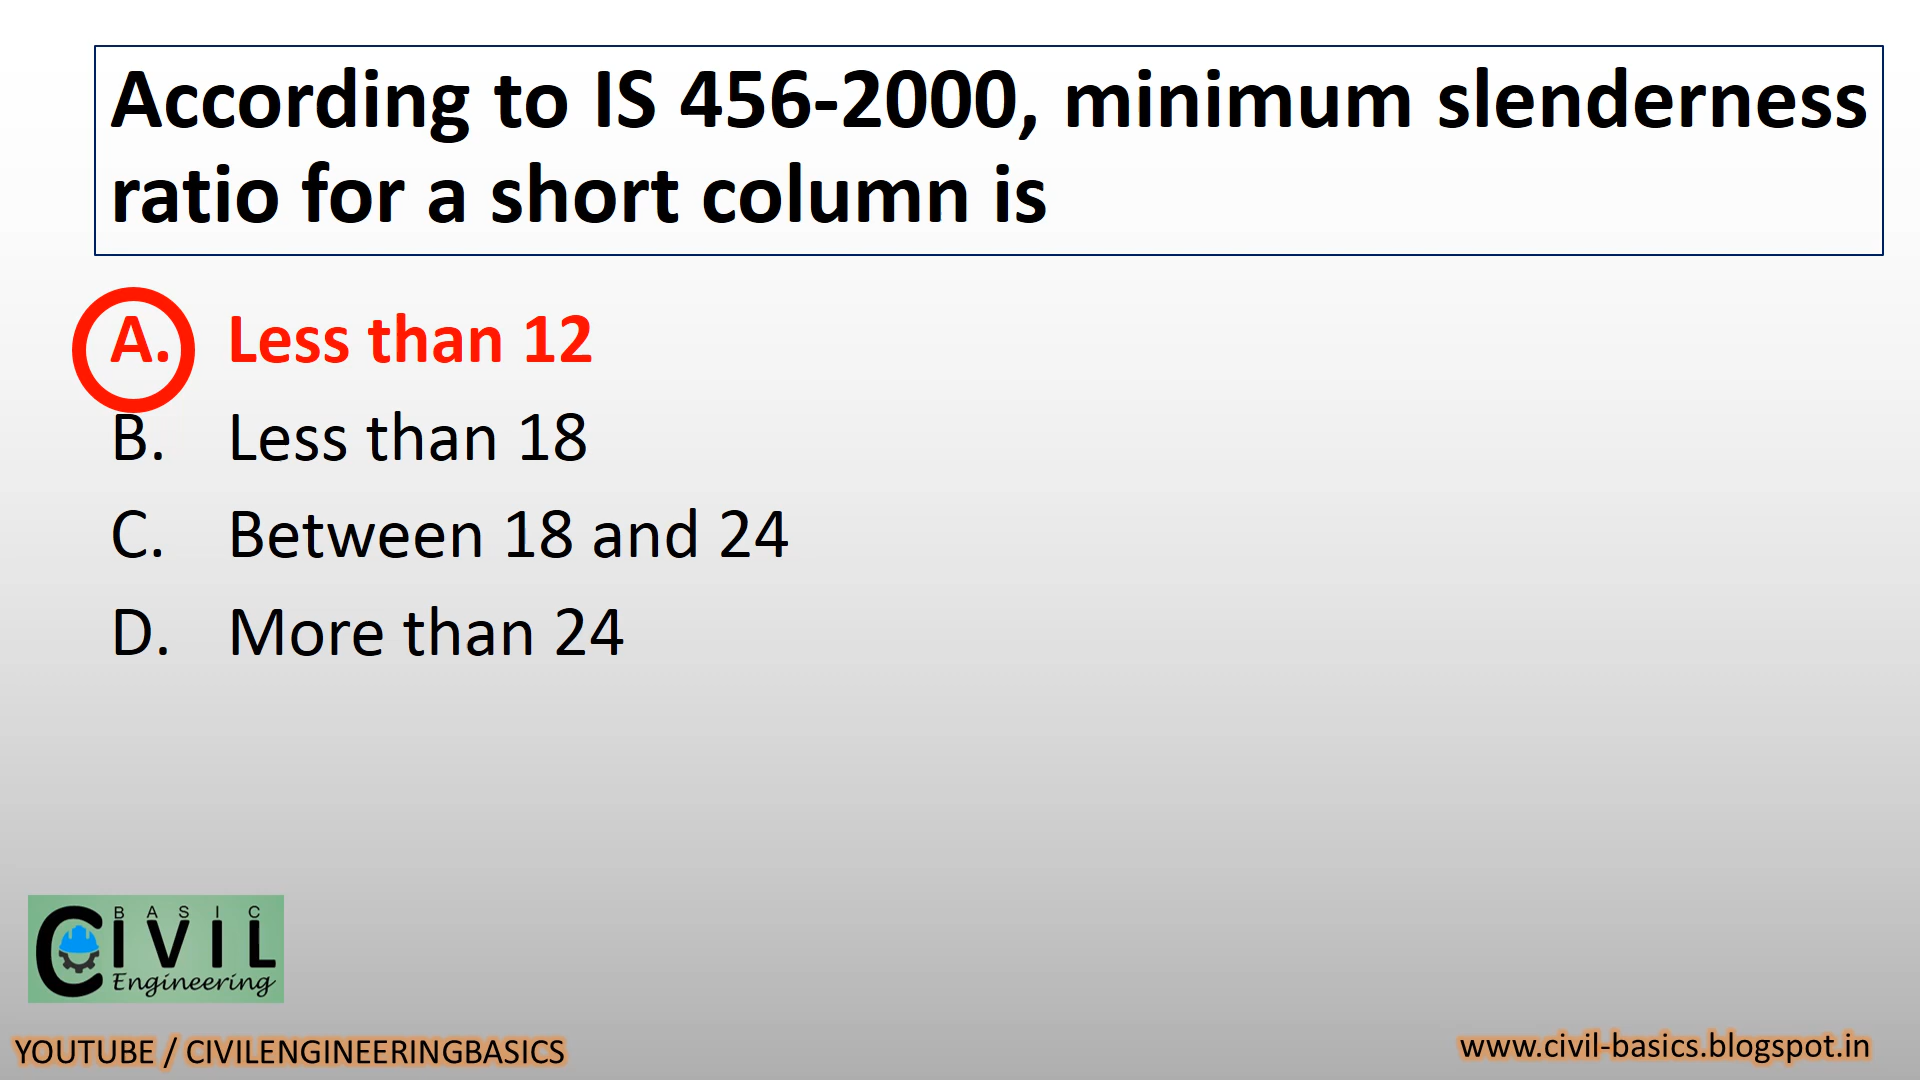 According to IS 456-2000, minimum slenderness
ratio for a short column is
A. Less than 12
B. Less than 18
C. Between 18 and 24
D. More than 24
BASIC
CIVIL
Engineering
YOUTUBE / CIVILENGINEERINGBASICS
www.civil-basics.blogspot.in